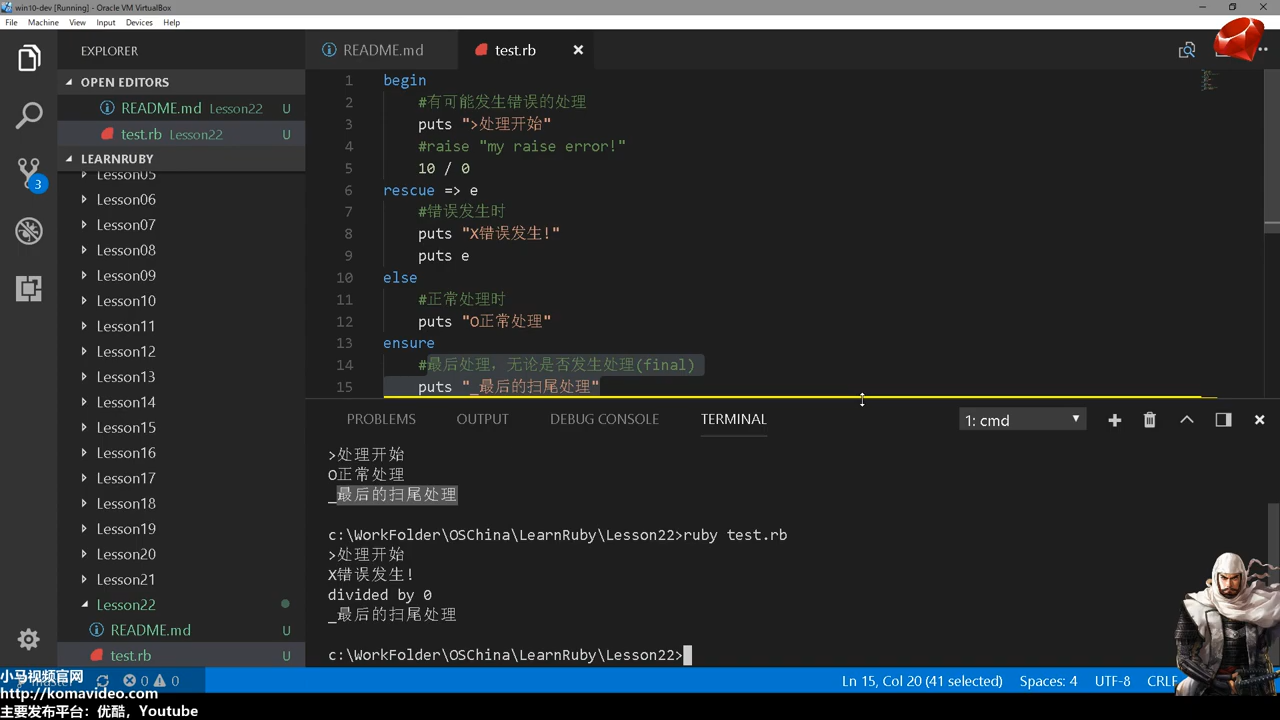 win10-dev [Running] - Oracle VM VirtualBox
File Machine View Input Devices Help
EXPLORER
README.md
test.rb
OPEN EDITORS
README.md Lesson22 U
test.rb Lesson22 U
LEARNRUBY
Lesson05
Lesson06
Lesson07
Lesson08
Lesson09
Lesson10
Lesson11
Lesson12
Lesson13
Lesson14
Lesson15
Lesson16
Lesson17
Lesson18
Lesson19
Lesson20
Lesson21
Lesson22
README.md U
test.rb U
3
1 begin
2 #有可能发生错误的处理
3 puts ">处理开始"
4 #raise "my raise error!"
5 10 / 0
6 rescue => e
7 #错误发生时
8 puts "X错误发生!"
9 puts e
10 else
11 #正常处理时
12 puts "O正常处理"
13 ensure
14 #最后处理，无论是否发生处理(final)
15 puts "_最后的扫尾处理"
PROBLEMS OUTPUT DEBUG CONSOLE TERMINAL 1: cmd
>处理开始
O正常处理
_最后的扫尾处理
c:\WorkFolder\OSChina\LearnRuby\Lesson22>ruby test.rb
>处理开始
X错误发生!
divided by 0
_最后的扫尾处理
c:\WorkFolder\OSChina\LearnRuby\Lesson22>
小马视频官网
http://komavideo.com
主要发布平台：优酷，Youtube
0 0
Ln 15, Col 20 (41 selected) Spaces: 4 UTF-8 CRLF